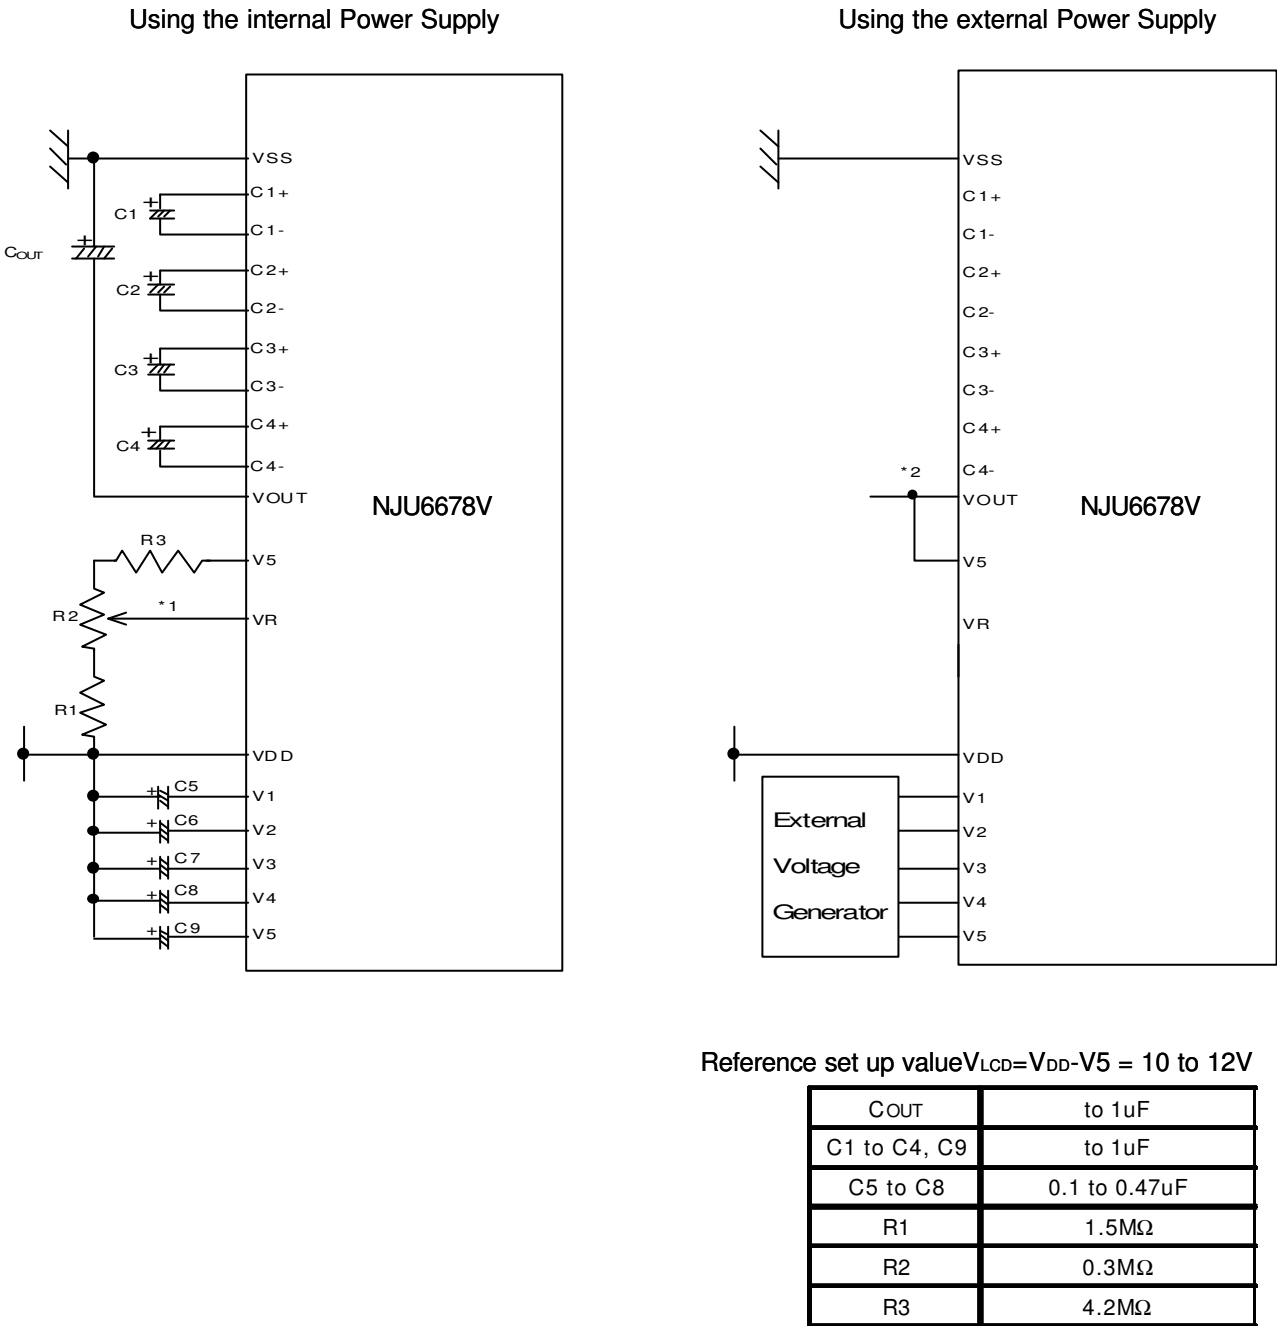 Using the internal Power Supply
VSS
C1+
C1
+
C1-
COUT
+
C2+
C2
+
C2-
C3+
C3
+
C3-
C4+
C4
+
C4-
VOUT
NJU6678V
R3
V5
R2
*1
VR
R1
VDD
+
C5
V1
+
C6
V2
+
C7
V3
+
C8
V4
+
C9
V5
Using the external Power Supply
VSS
C1+
C1-
C2+
C2-
C3+
C3-
C4+
C4-
*2
VOUT
NJU6678V
V5
VR
VDD
External
Voltage
Generator
V1
V2
V3
V4
V5
Reference set up valueVLCD=VDD-V5 = 10 to 12V
COUT to 1uF
C1 to C4, C9 to 1uF
C5 to C8 0.1 to 0.47uF
R1 1.5MΩ
R2 0.3MΩ
R3 4.2MΩ